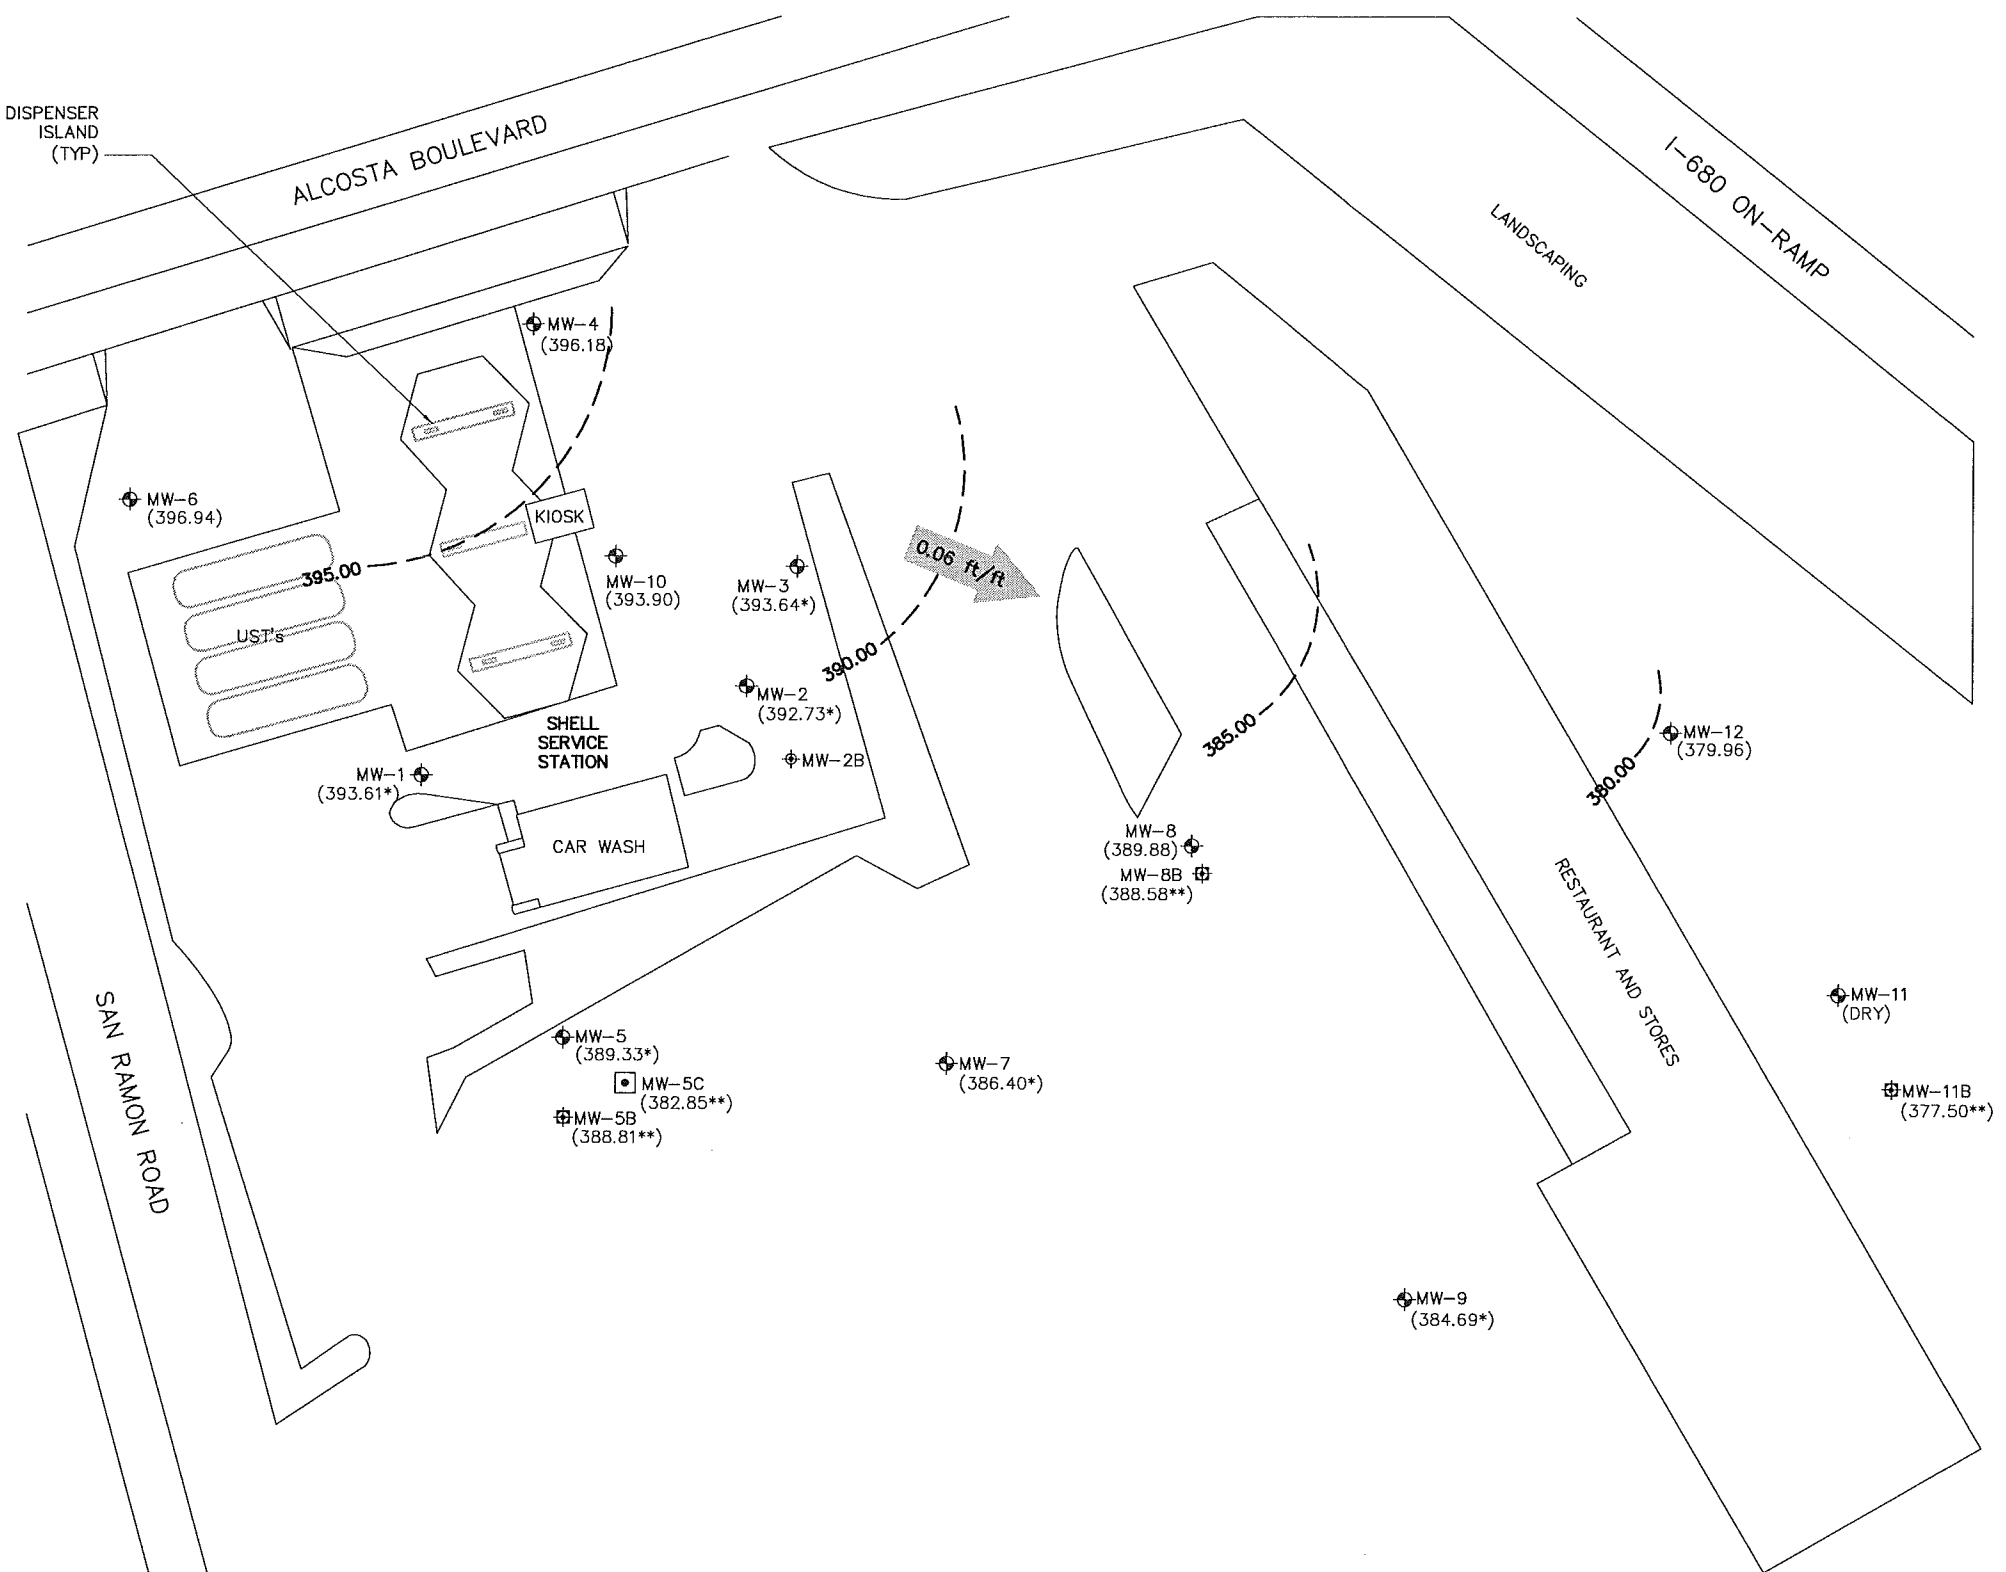 DISPENSER
ISLAND
(TYP)
ALCOSTA BOULEVARD
I-680 ON-RAMP
LANDSCAPING
MW-4
(396.18)
MW-6
(396.94)
KIOSK
0.06 ft/ft
395.00
MW-10
(393.90)
MW-3
(393.64*)
UST's
390.00
MW-2
(392.73*)
SHELL
SERVICE
STATION
385.00
MW-12
(379.96)
MW-2B
MW-1
(393.61*)
380.00
CAR WASH
MW-8
(389.88)
MW-8B
(388.58**)
RESTAURANT AND STORES
SAN RAMON ROAD
MW-11
(DRY)
MW-5
(389.33*)
MW-7
(386.40*)
MW-5C
(382.85**)
MW-11B
(377.50**)
MW-5B
(388.81**)
MW-9
(384.69*)